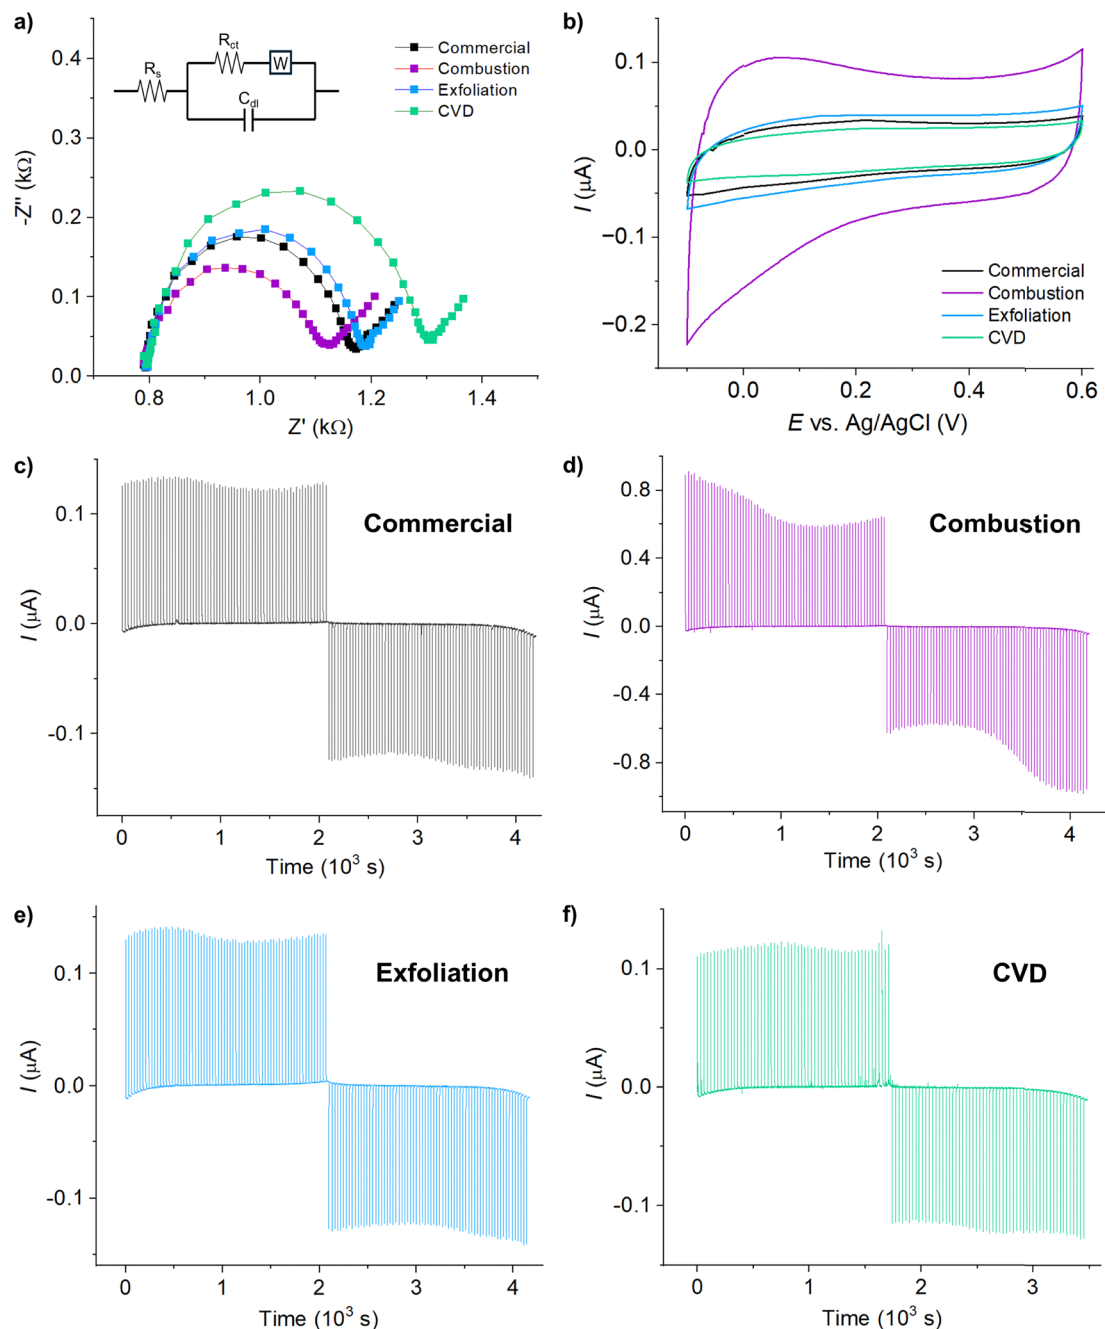 a)
R_s
R_ct
W
C_dl
Commercial
Combustion
Exfoliation
CVD
0.4
0.3
0.2
0.1
0.0
-Z'' (kΩ)
0.8
1.0
1.2
1.4
Z' (kΩ)
b)
0.1
0.0
−0.1
−0.2
I (μA)
Commercial
Combustion
Exfoliation
CVD
0.0
0.2
0.4
0.6
E vs. Ag/AgCl (V)
c)
Commercial
0.1
0.0
-0.1
I (μA)
0
1
2
3
4
Time (10³ s)
d)
Combustion
0.8
0.4
0.0
-0.4
-0.8
I (μA)
0
1
2
3
4
Time (10³ s)
e)
Exfoliation
0.1
0.0
-0.1
I (μA)
0
1
2
3
4
Time (10³ s)
f)
CVD
0.1
0.0
-0.1
I (μA)
0
1
2
3
Time (10³ s)